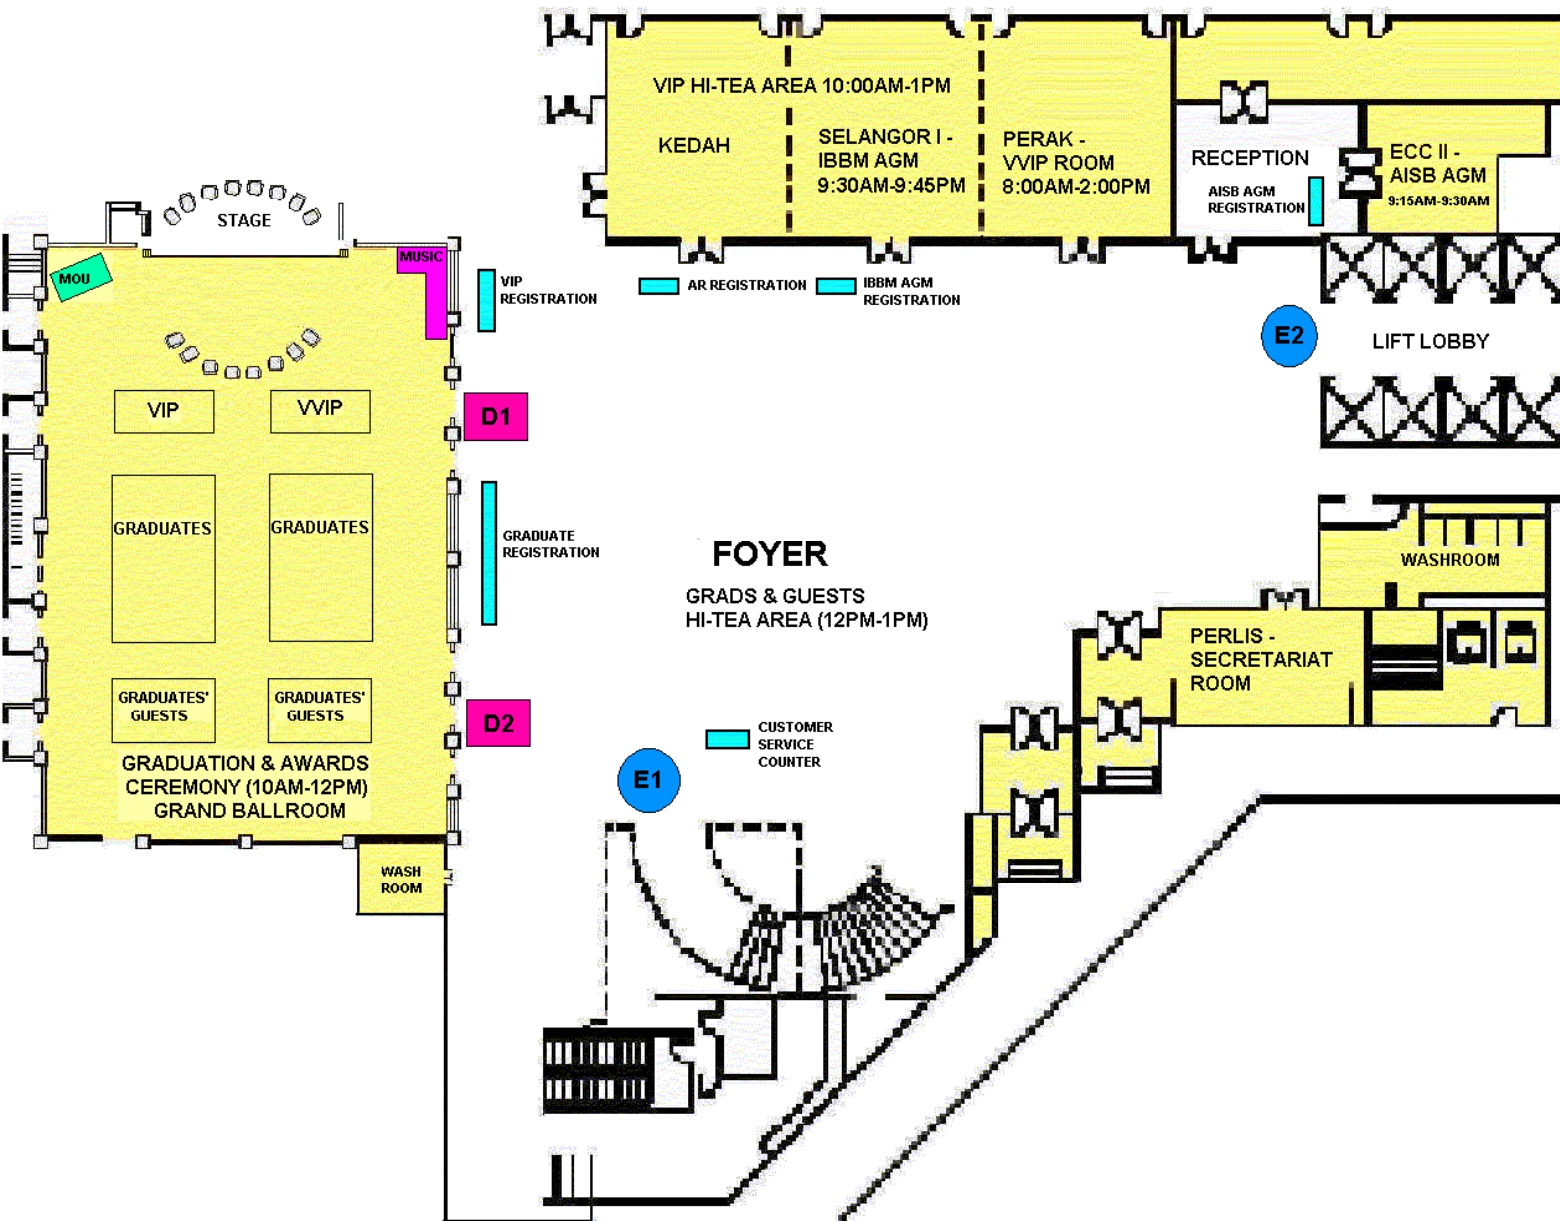 VIP HI-TEA AREA 10:00AM-1PM
KEDAH
SELANGOR I -
IBBM AGM
9:30AM-9:45PM
PERAK -
VVIP ROOM
8:00AM-2:00PM
RECEPTION
AISB AGM
REGISTRATION
ECC II -
AISB AGM
9:15AM-9:30AM
STAGE
MOU
MUSIC
VIP
REGISTRATION
AR REGISTRATION
IBBM AGM
REGISTRATION
E2
LIFT LOBBY
VIP
VVIP
D1
GRADUATES
GRADUATES
GRADUATE
REGISTRATION
FOYER
GRADS & GUESTS
HI-TEA AREA (12PM-1PM)
WASHROOM
PERLIS -
SECRETARIAT
ROOM
GRADUATES'
GUESTS
GRADUATES'
GUESTS
D2
CUSTOMER
SERVICE
COUNTER
E1
GRADUATION & AWARDS
CEREMONY (10AM-12PM)
GRAND BALLROOM
WASH
ROOM